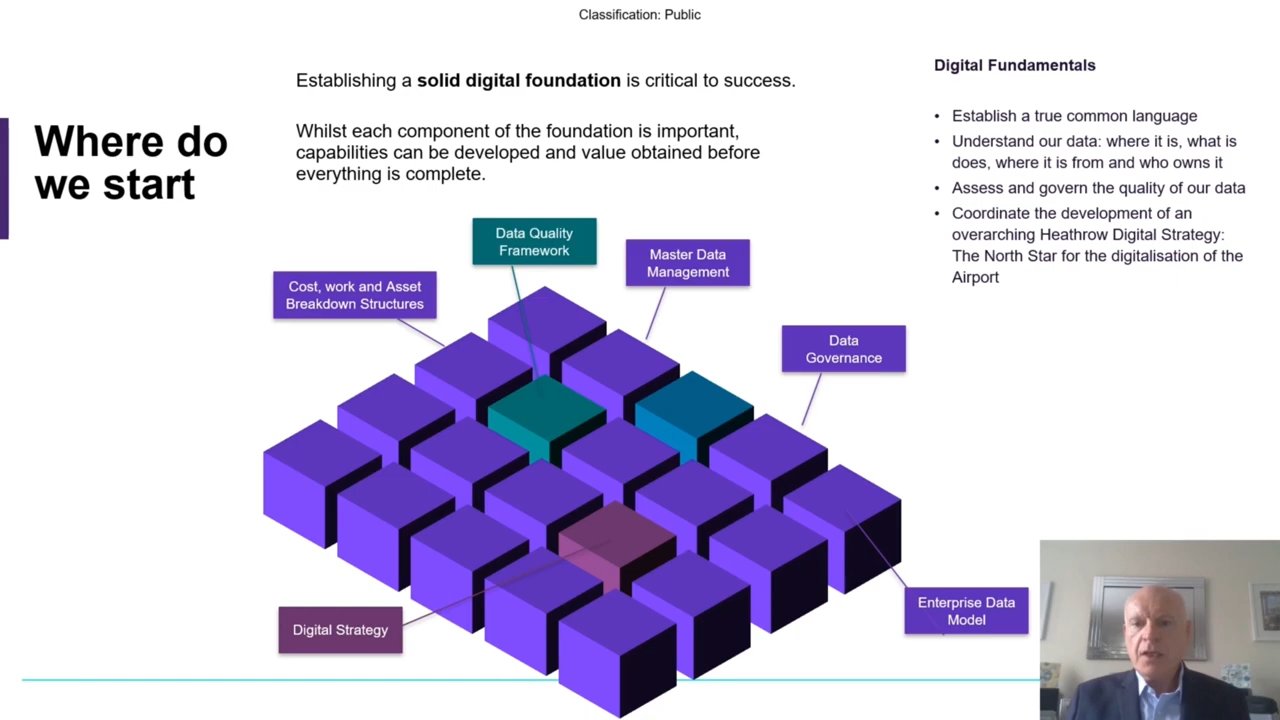 Classification: Public
Where do
we start
Establishing a solid digital foundation is critical to success.
Whilst each component of the foundation is important,
capabilities can be developed and value obtained before
everything is complete.
Digital Fundamentals
• Establish a true common language
• Understand our data: where it is, what is
does, where it is from and who owns it
• Assess and govern the quality of our data
• Coordinate the development of an
overarching Heathrow Digital Strategy:
The North Star for the digitalisation of the
Airport
Data Quality
Framework
Master Data
Management
Cost, work and Asset
Breakdown Structures
Data
Governance
Enterprise Data
Model
Digital Strategy